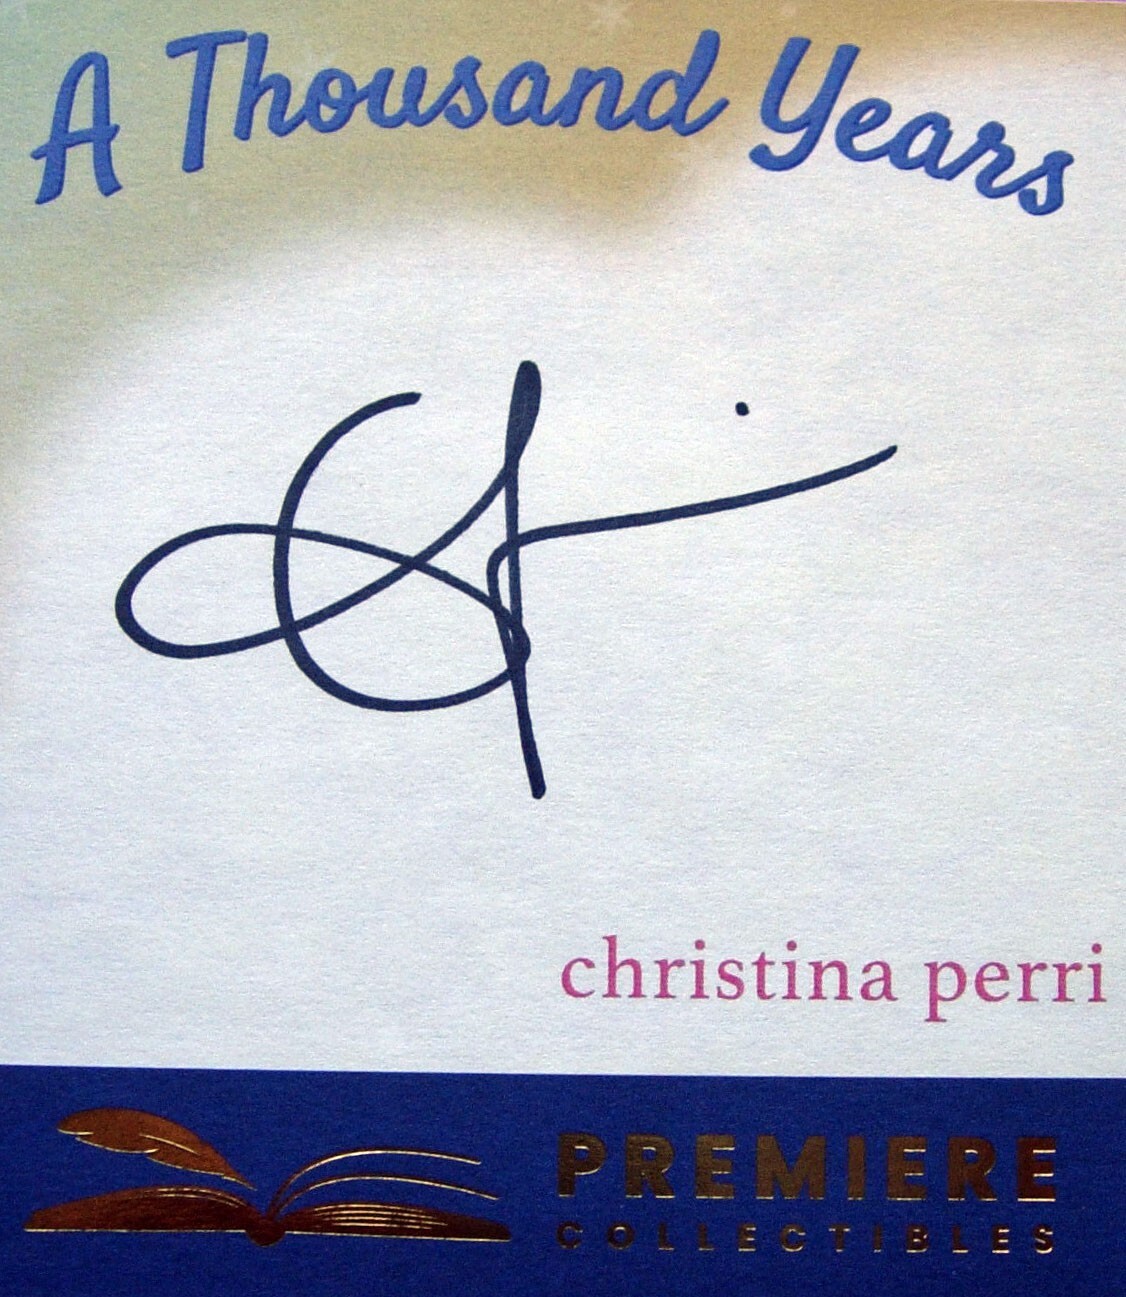 A Thousand Years
christina perri
PREMIERE
COLLECTIBLES